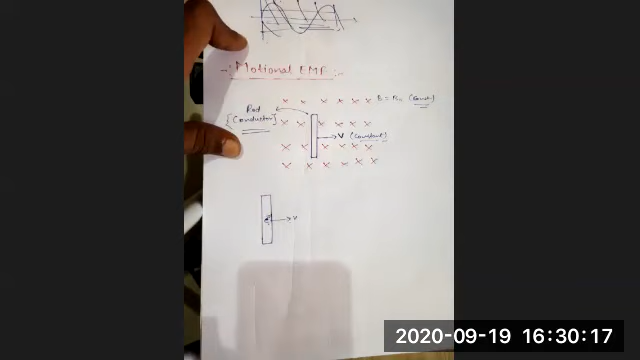 -: Motional EMF :-
x x x x x x B = B₀ (Const.)
Rod
{Conductor}
x x x x x x
→ V (Constant)
x x x x x x
x x x x x x
→ V
2020-09-19 16:30:17